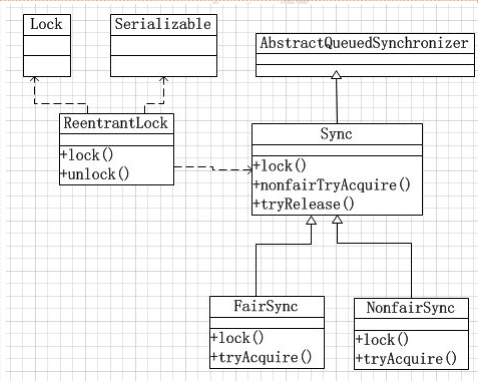 Lock
Serializable
AbstractQueuedSynchronizer
ReentrantLock
+lock()
+unlock()
Sync
+lock()
+nonfairTryAcquire()
+tryRelease()
FairSync
+lock()
+tryAcquire()
NonfairSync
+lock()
+tryAcquire()